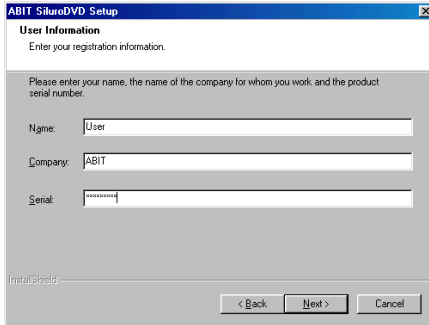 ABIT SiluroDVD Setup
User Information
Enter your registration information.
Please enter your name, the name of the company for whom you work and the product
serial number.
Name: User
Company: ABIT
Serial: *********
InstallShield
< Back Next > Cancel